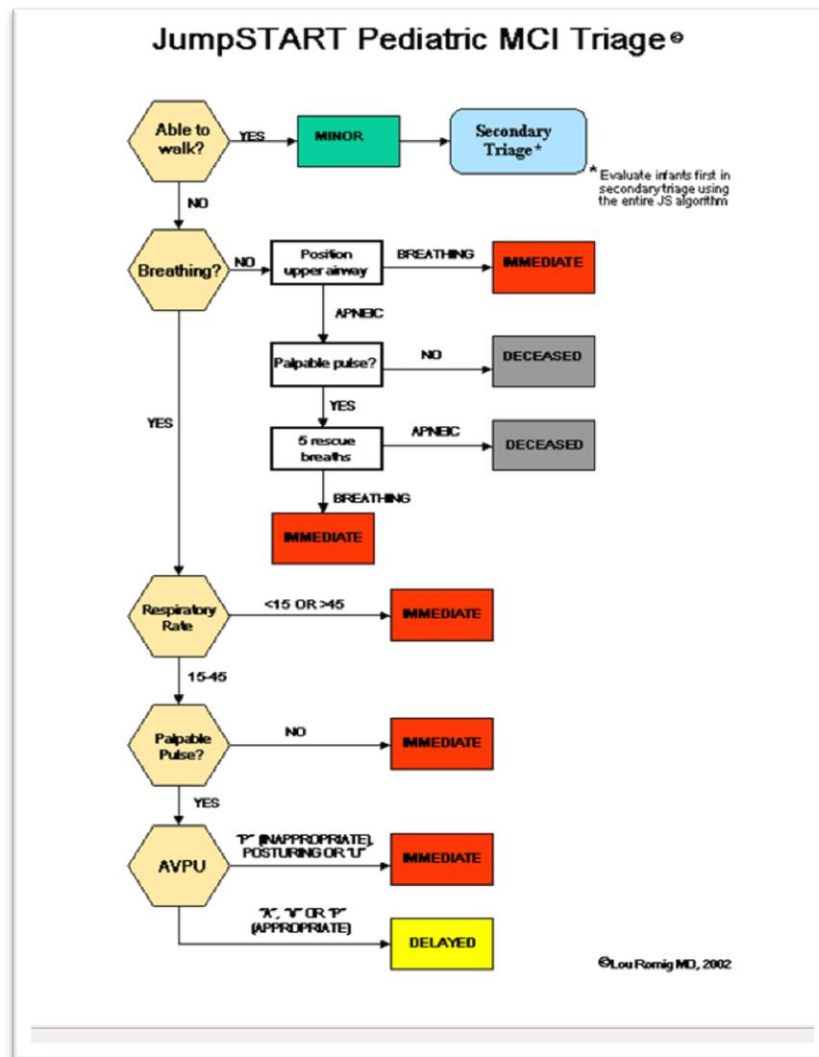 JumpSTART Pediatric MCI Triage©
Able to
walk?
YES
MINOR
Secondary
Triage*
* Evaluate infants first in
secondary triage using
the entire JS algorithm
NO
Breathing?
NO
Position
upper airway
BREATHING
IMMEDIATE
APNEIC
Palpable pulse?
NO
DECEASED
YES
YES
5 rescue
breaths
APNEIC
DECEASED
BREATHING
IMMEDIATE
Respiratory
Rate
<15 OR >45
IMMEDIATE
15-45
Palpable
Pulse?
NO
IMMEDIATE
YES
AVPU
"P" (INAPPROPRIATE),
POSTURING OR "U"
IMMEDIATE
"A", "V" OR "P"
(APPROPRIATE)
DELAYED
©Lou Romig MD, 2002